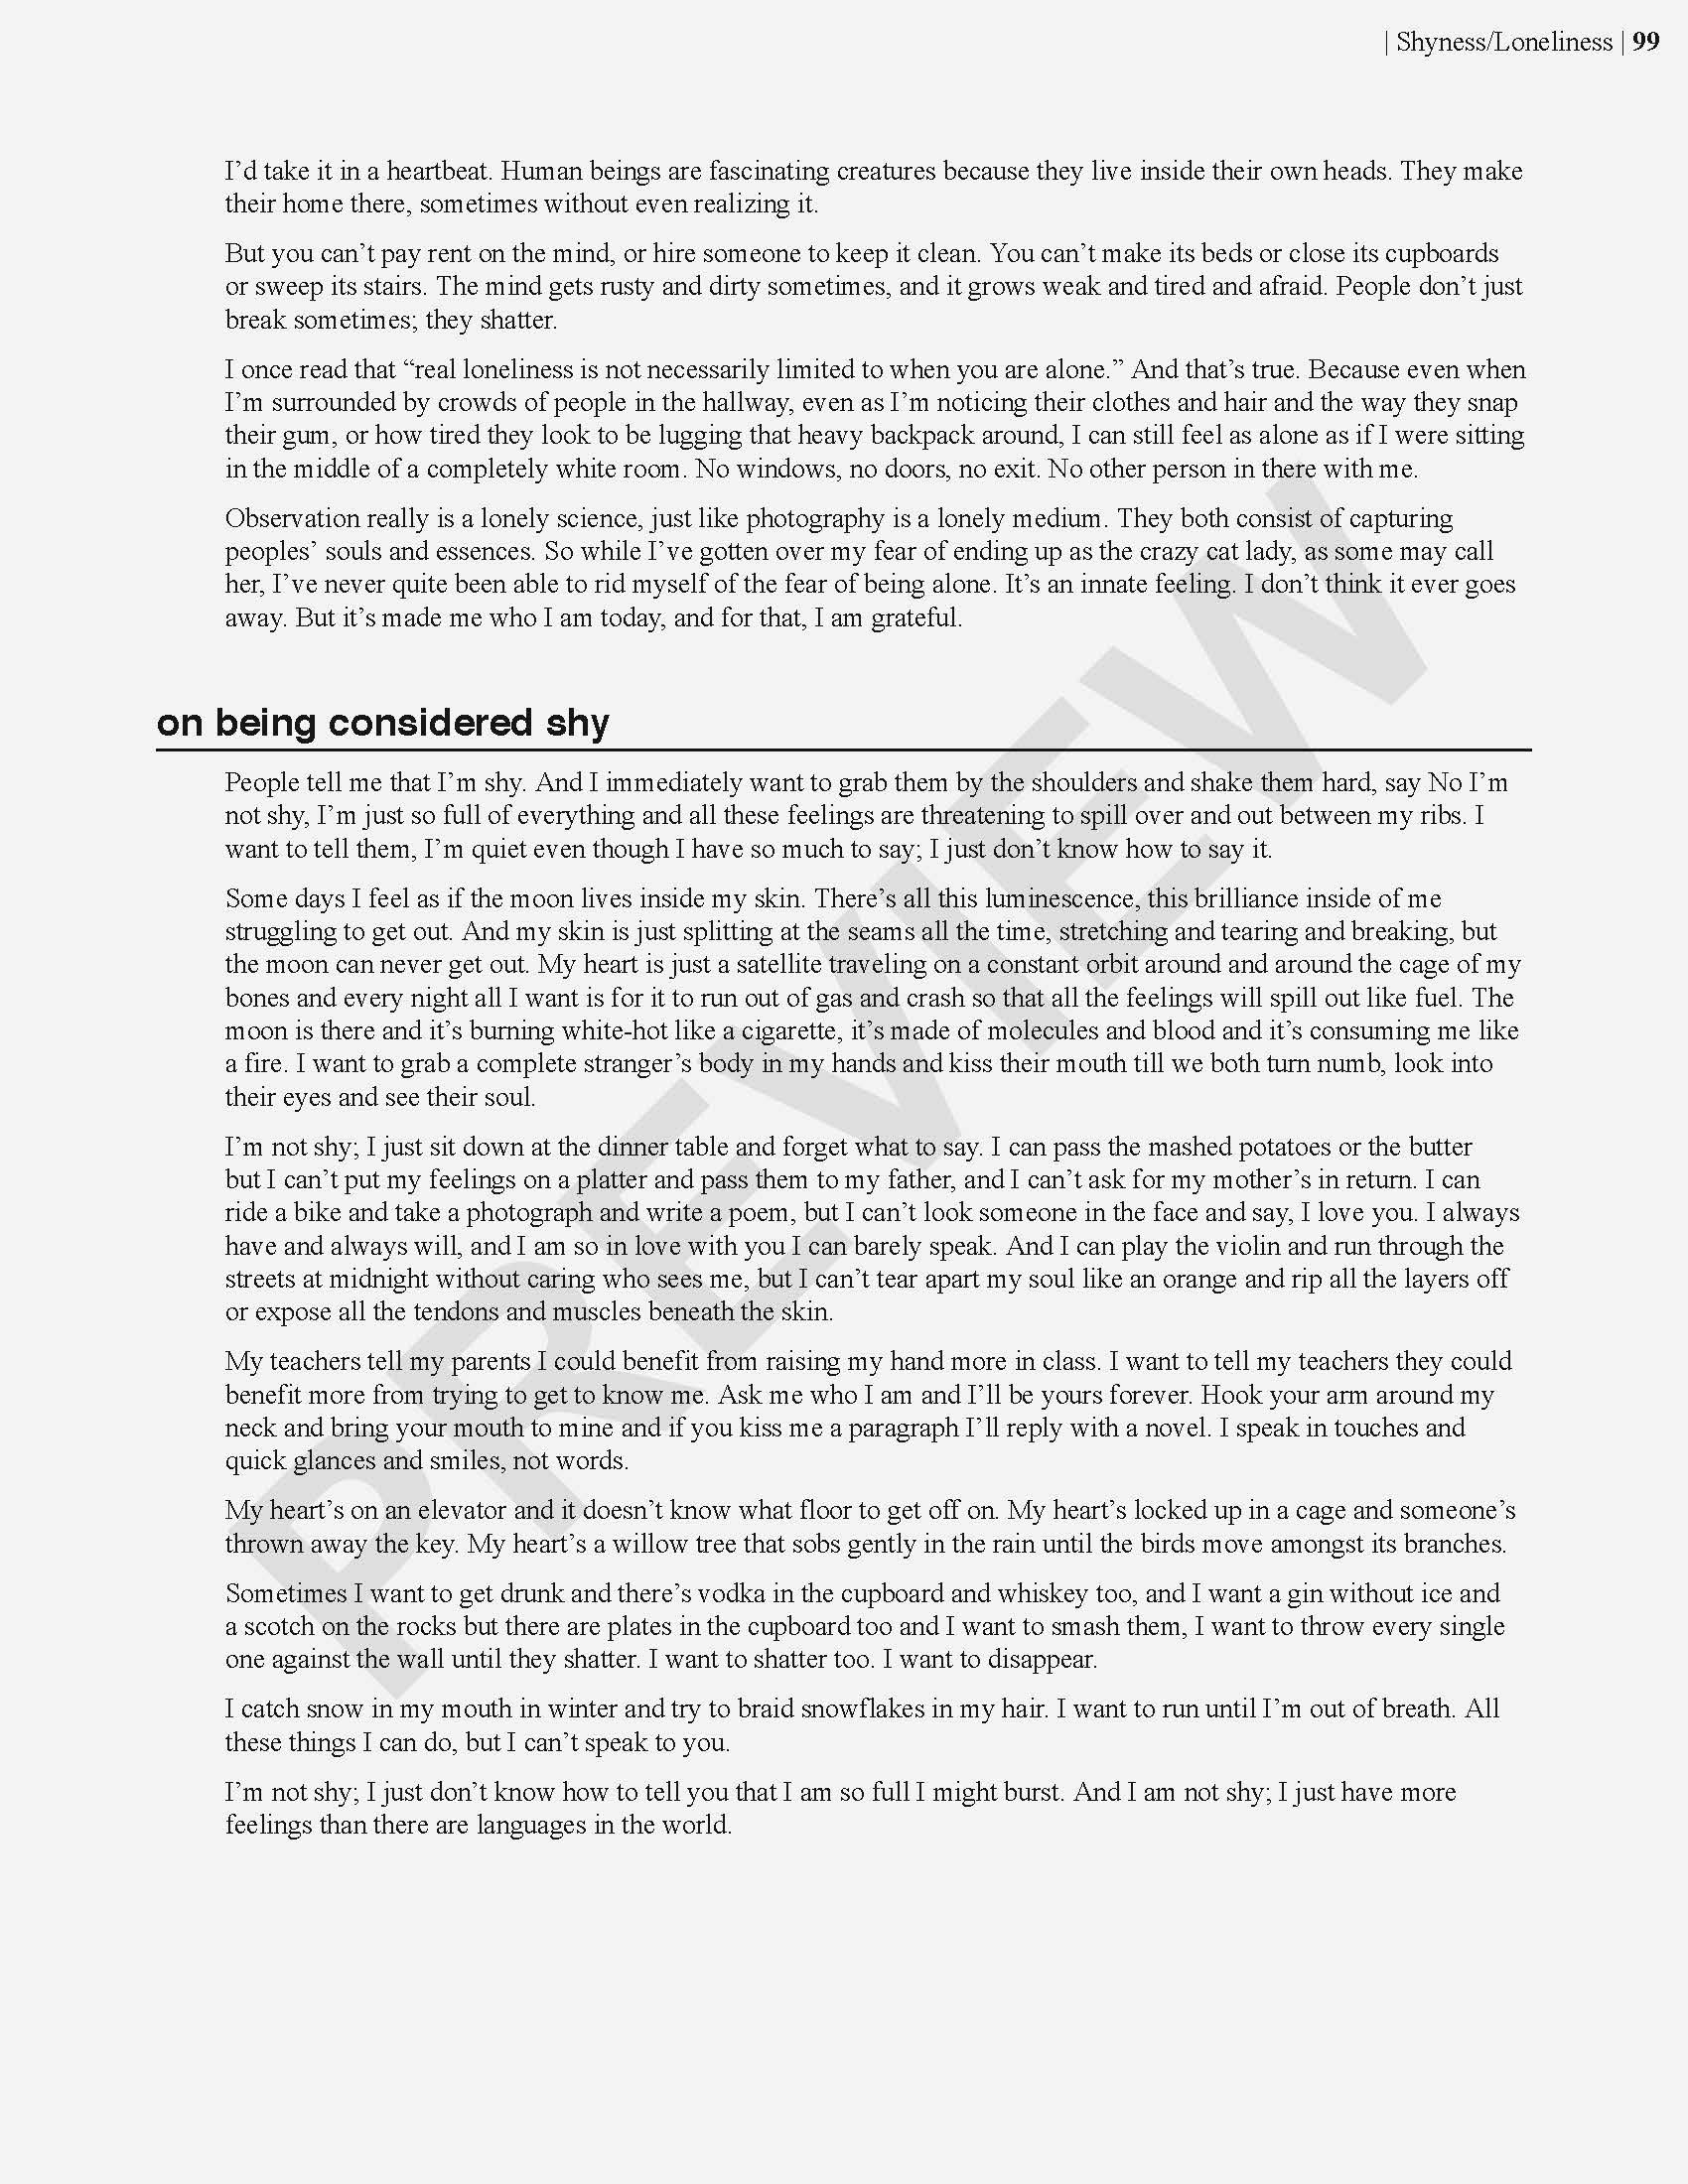 | Shyness/Loneliness | 99
I’d take it in a heartbeat. Human beings are fascinating creatures because they live inside their own heads. They make
their home there, sometimes without even realizing it.
But you can’t pay rent on the mind, or hire someone to keep it clean. You can’t make its beds or close its cupboards
or sweep its stairs. The mind gets rusty and dirty sometimes, and it grows weak and tired and afraid. People don’t just
break sometimes; they shatter.
I once read that “real loneliness is not necessarily limited to when you are alone.” And that’s true. Because even when
I’m surrounded by crowds of people in the hallway, even as I’m noticing their clothes and hair and the way they snap
their gum, or how tired they look to be lugging that heavy backpack around, I can still feel as alone as if I were sitting
in the middle of a completely white room. No windows, no doors, no exit. No other person in there with me.
Observation really is a lonely science, just like photography is a lonely medium. They both consist of capturing
peoples’ souls and essences. So while I’ve gotten over my fear of ending up as the crazy cat lady, as some may call
her, I’ve never quite been able to rid myself of the fear of being alone. It’s an innate feeling. I don’t think it ever goes
away. But it’s made me who I am today, and for that, I am grateful.
on being considered shy
People tell me that I’m shy. And I immediately want to grab them by the shoulders and shake them hard, say No I’m
not shy, I’m just so full of everything and all these feelings are threatening to spill over and out between my ribs. I
want to tell them, I’m quiet even though I have so much to say; I just don’t know how to say it.
Some days I feel as if the moon lives inside my skin. There’s all this luminescence, this brilliance inside of me
struggling to get out. And my skin is just splitting at the seams all the time, stretching and tearing and breaking, but
the moon can never get out. My heart is just a satellite traveling on a constant orbit around and around the cage of my
bones and every night all I want is for it to run out of gas and crash so that all the feelings will spill out like fuel. The
moon is there and it’s burning white-hot like a cigarette, it’s made of molecules and blood and it’s consuming me like
a fire. I want to grab a complete stranger’s body in my hands and kiss their mouth till we both turn numb, look into
their eyes and see their soul.
I’m not shy; I just sit down at the dinner table and forget what to say. I can pass the mashed potatoes or the butter
but I can’t put my feelings on a platter and pass them to my father, and I can’t ask for my mother’s in return. I can
ride a bike and take a photograph and write a poem, but I can’t look someone in the face and say, I love you. I always
have and always will, and I am so in love with you I can barely speak. And I can play the violin and run through the
streets at midnight without caring who sees me, but I can’t tear apart my soul like an orange and rip all the layers off
or expose all the tendons and muscles beneath the skin.
My teachers tell my parents I could benefit from raising my hand more in class. I want to tell my teachers they could
benefit more from trying to get to know me. Ask me who I am and I’ll be yours forever. Hook your arm around my
neck and bring your mouth to mine and if you kiss me a paragraph I’ll reply with a novel. I speak in touches and
quick glances and smiles, not words.
My heart’s on an elevator and it doesn’t know what floor to get off on. My heart’s locked up in a cage and someone’s
thrown away the key. My heart’s a willow tree that sobs gently in the rain until the birds move amongst its branches.
Sometimes I want to get drunk and there’s vodka in the cupboard and whiskey too, and I want a gin without ice and
a scotch on the rocks but there are plates in the cupboard too and I want to smash them, I want to throw every single
one against the wall until they shatter. I want to shatter too. I want to disappear.
I catch snow in my mouth in winter and try to braid snowflakes in my hair. I want to run until I’m out of breath. All
these things I can do, but I can’t speak to you.
I’m not shy; I just don’t know how to tell you that I am so full I might burst. And I am not shy; I just have more
feelings than there are languages in the world.
PREVIEW